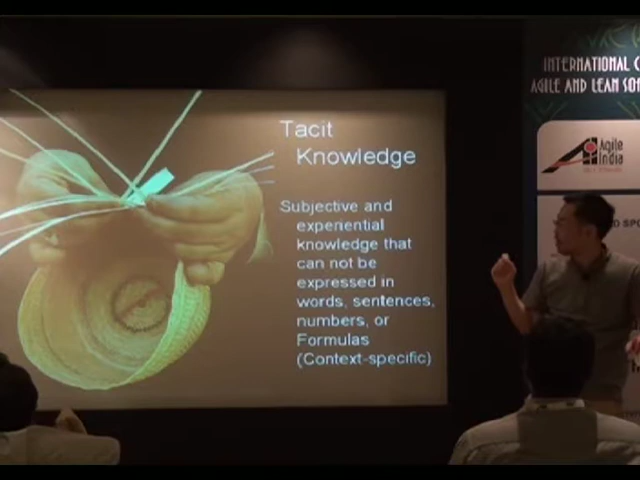 Tacit
Knowledge
Subjective and
experiential
knowledge that
can not be
expressed in
words, sentences,
numbers, or
Formulas
(Context-specific)
INTERNATIONAL
AGILE AND LEAN
Agile
India